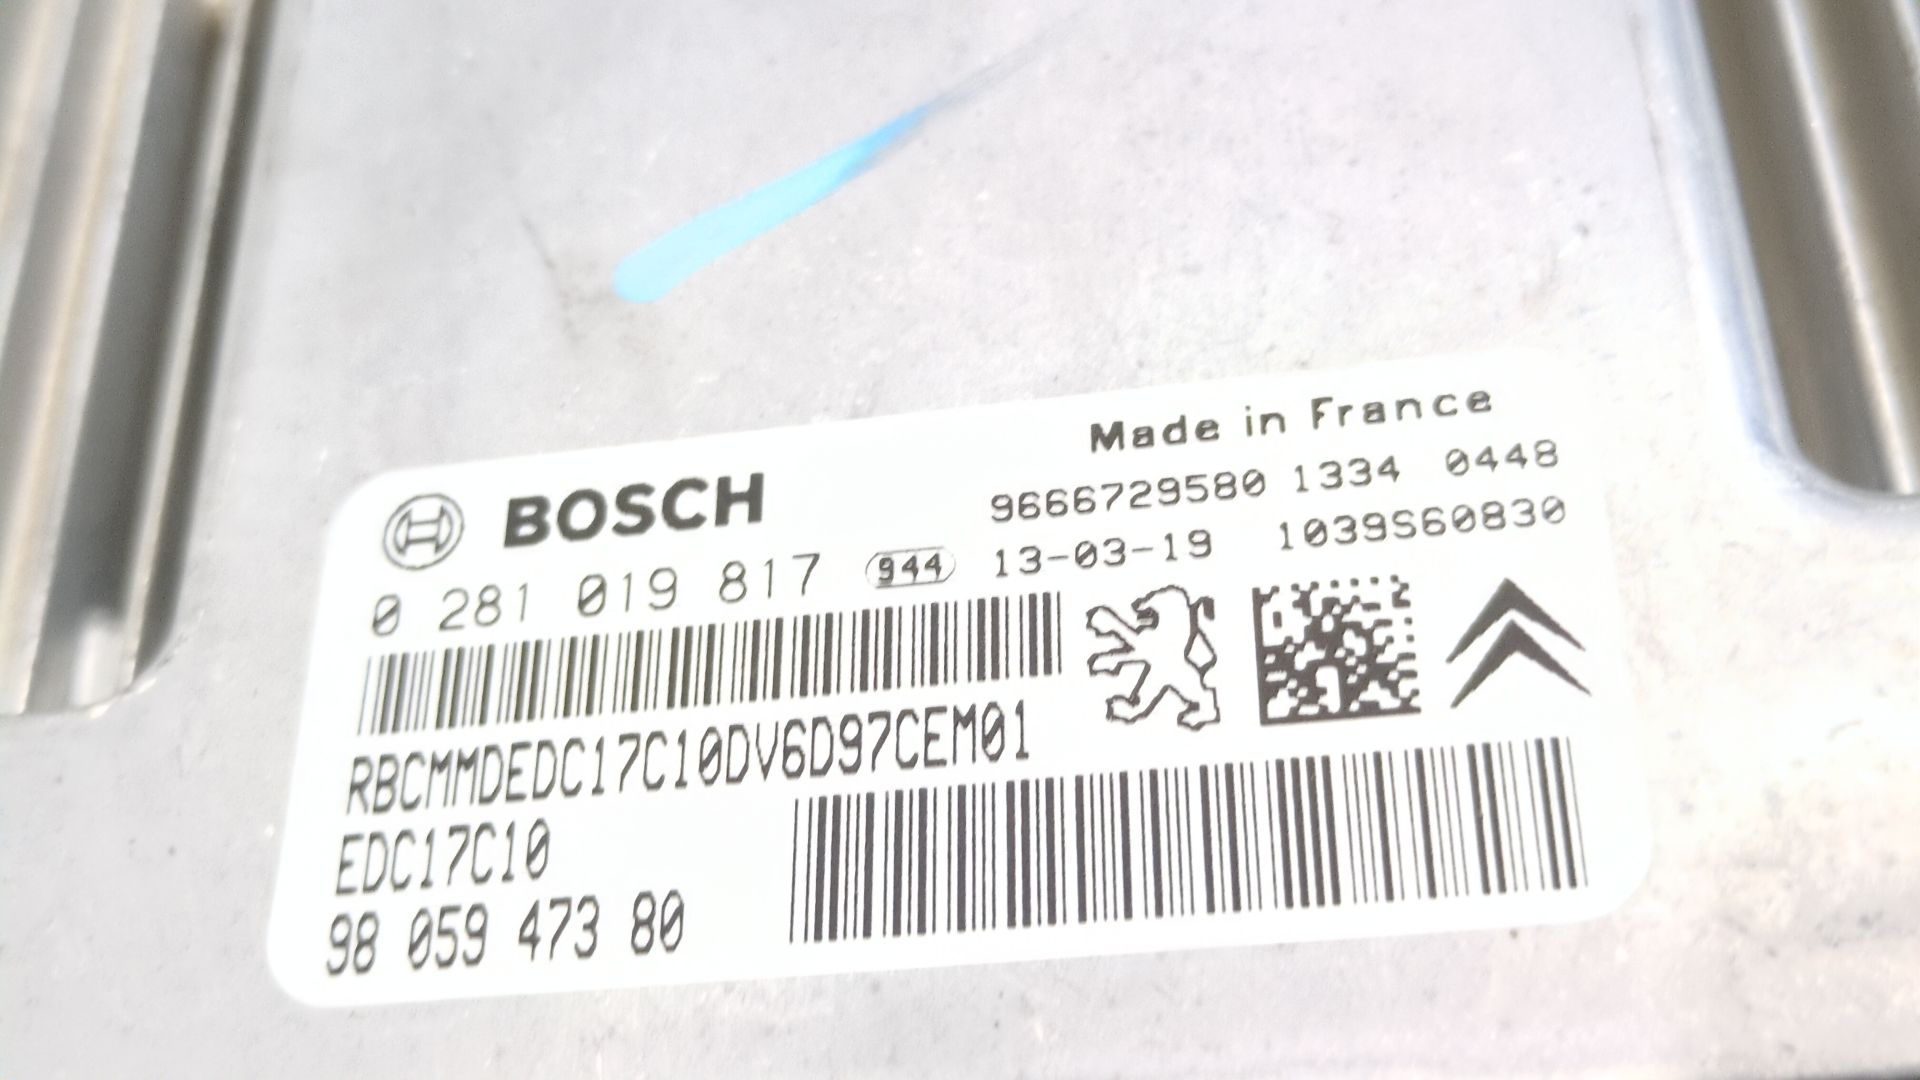 Made in France
BOSCH
9666729580 1334 0448
0 281 019 817 944 13-03-19 1039S60830
RBCMMDEDC17C10DV6D97CEM01
EDC17C10
98 059 473 80